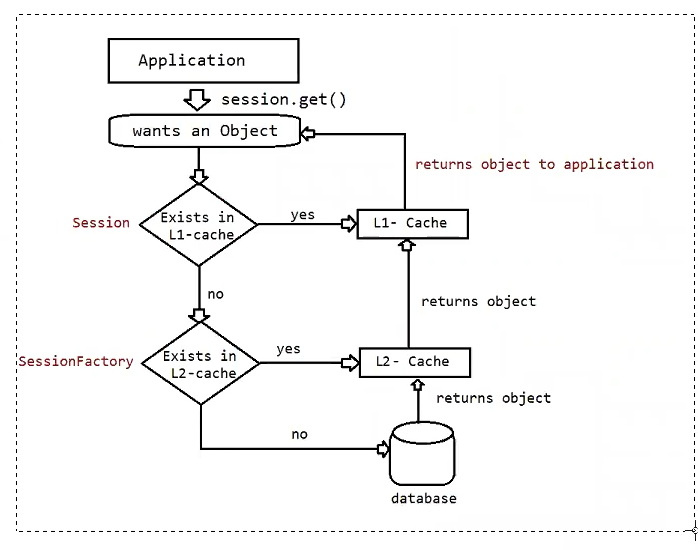 Application
session.get()
wants an Object
returns object to application
Session
Exists in
L1-cache
yes
L1- Cache
no
returns object
SessionFactory
Exists in
L2-cache
yes
L2- Cache
returns object
no
database